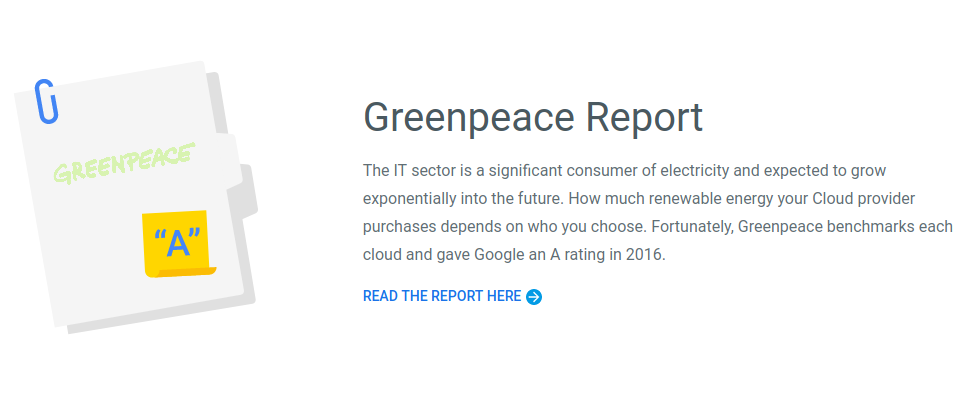 GREENPEACE
“A”
Greenpeace Report
The IT sector is a significant consumer of electricity and expected to grow
exponentially into the future. How much renewable energy your Cloud provider
purchases depends on who you choose. Fortunately, Greenpeace benchmarks each
cloud and gave Google an A rating in 2016.
READ THE REPORT HERE